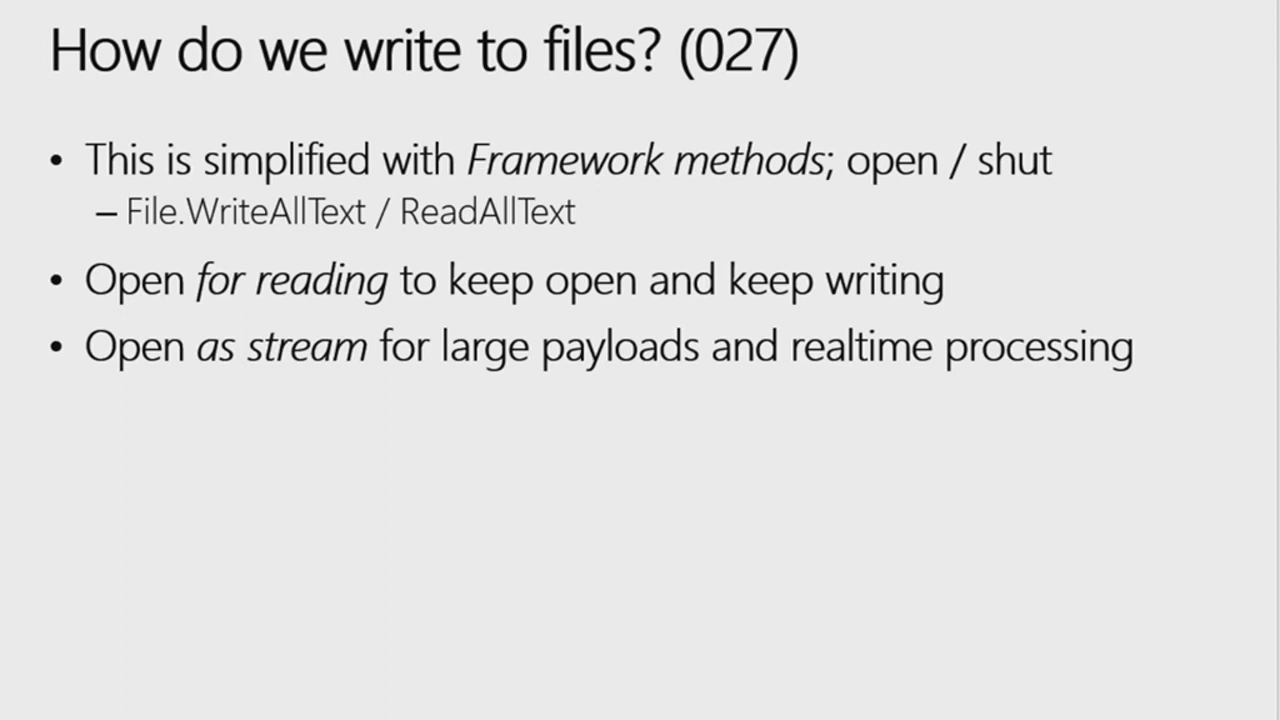 How do we write to files? (027)
• This is simplified with Framework methods; open / shut
– File.WriteAllText / ReadAllText
• Open for reading to keep open and keep writing
• Open as stream for large payloads and realtime processing